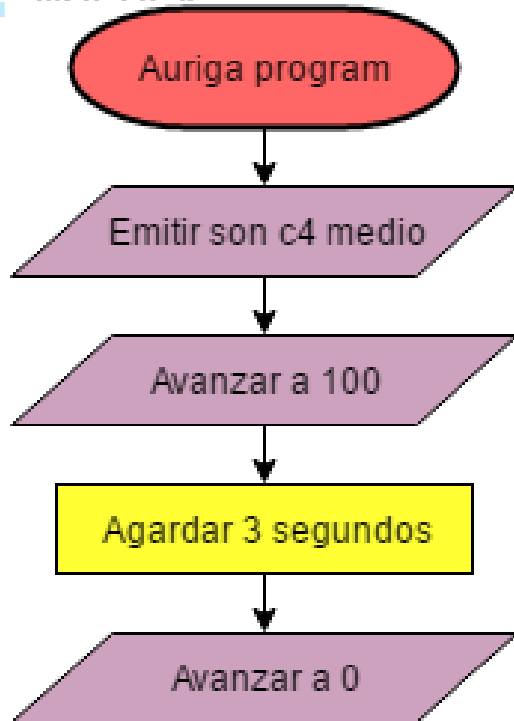 Auriga program
Emitir son c4 medio
Avanzar a 100
Agardar 3 segundos
Avanzar a 0